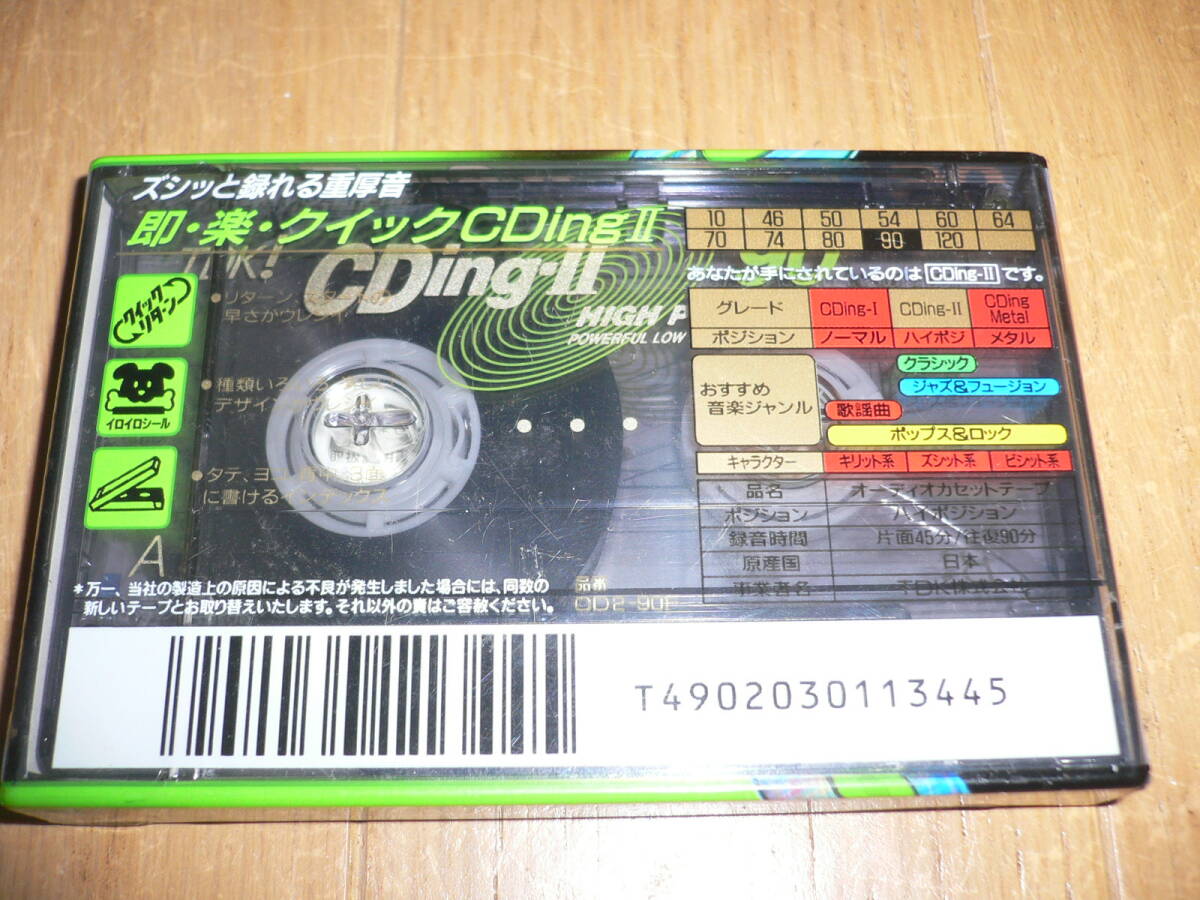 ズシッと録れる重厚音
即・楽・クイックCDingⅡ
TDK!
CDing-II
90
HIGH P
POWERFUL LOW
クイック
リターン
イロイロシール
早さがウレシイ
●種類いろいろ
デザイン
●タテ、ヨコ
に書けるインデックス
A
10 46 50 54 60 64
70 74 80 90 120
あなたが手にされているのは CDing-II です。
グレード CDing-I CDing-II CDing Metal
ポジション ノーマル ハイポジ メタル
おすすめ
音楽ジャンル
クラシック
ジャズ&フュージョン
歌謡曲
ポップス&ロック
キャラクター キリット系 ズシット系 ビシット系
品名 オーディオカセットテープ
ポジション ハイポジション
録音時間 片面45分/往復90分
原産国 日本
事業者名 TDK株式会社
*万一、当社の製造上の原因による不良が発生しました場合には、同数の
新しいテープとお取り替えいたします。それ以外の責はご容赦ください。
品番
CD2-90F
T4902030113445